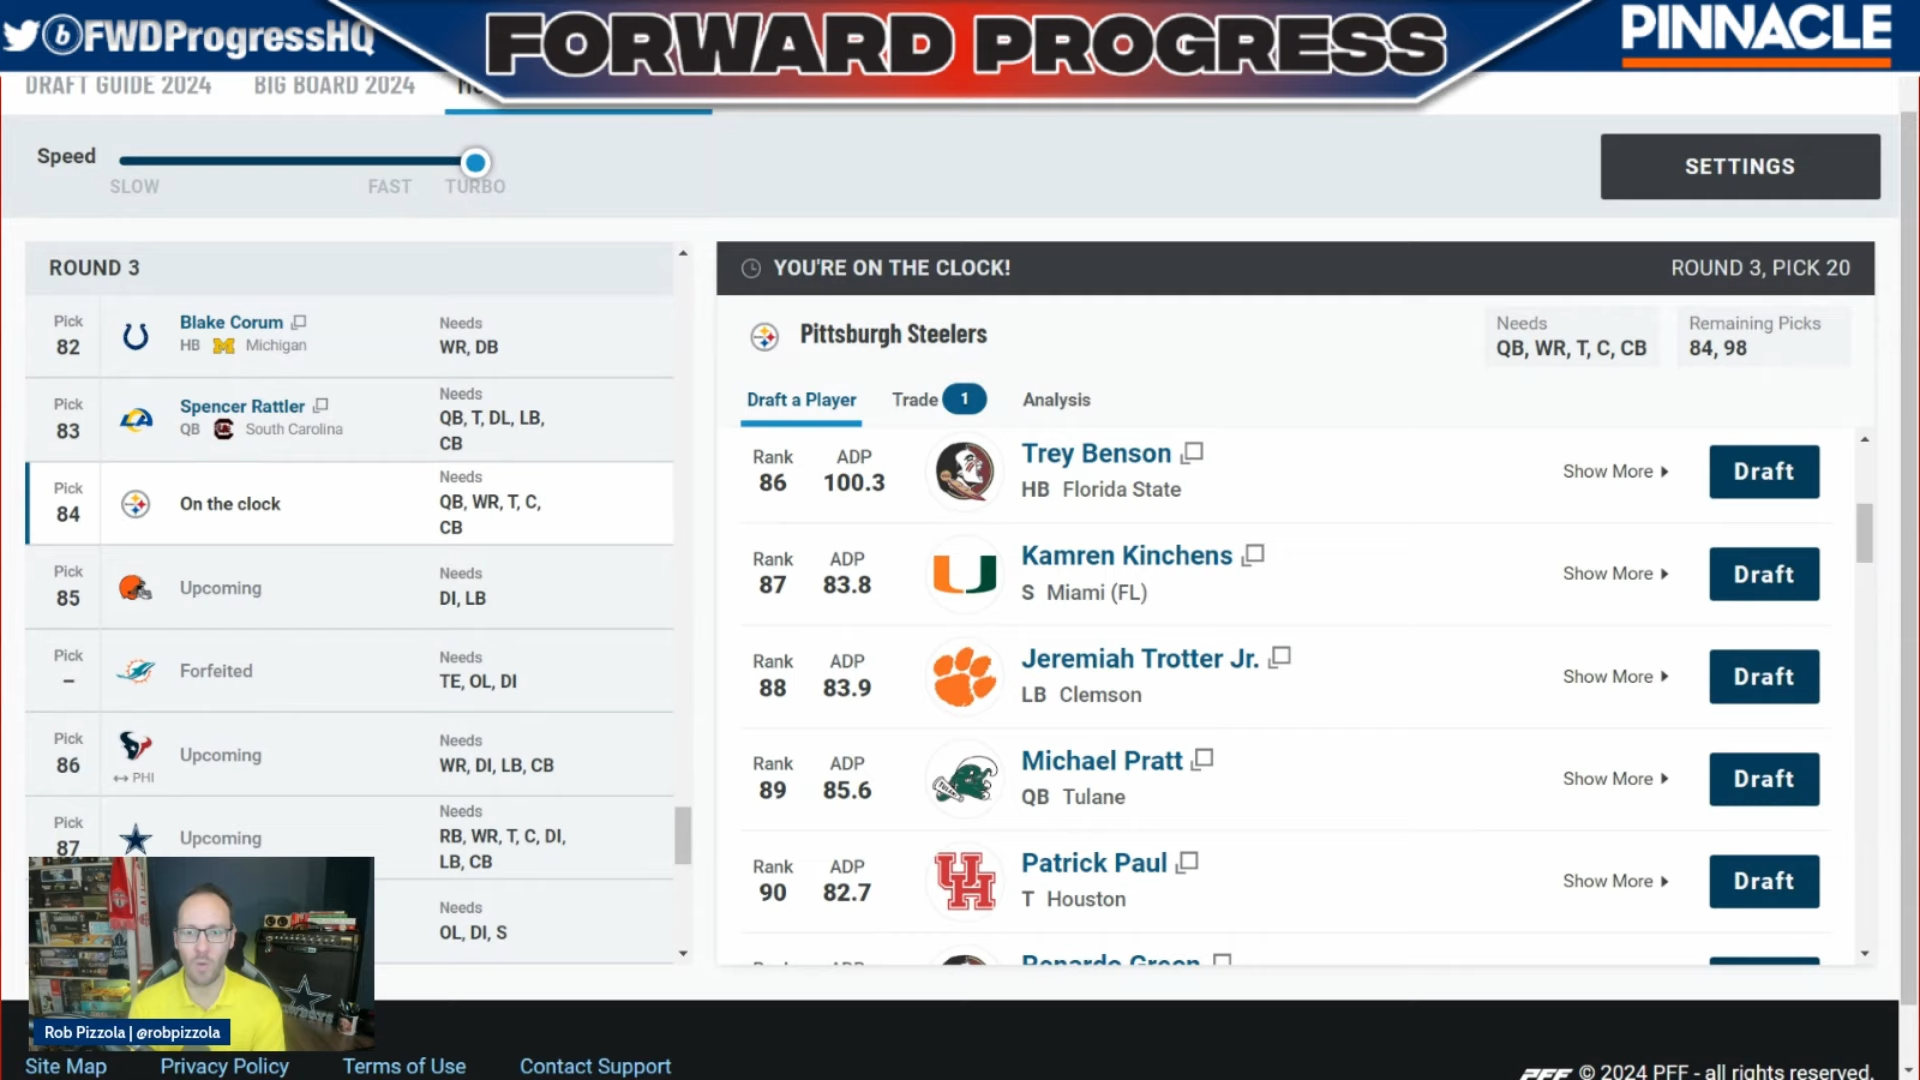 @FWDProgressHQ
FORWARD PROGRESS
PINNACLE
DRAFT GUIDE 2024
BIG BOARD 2024
Speed
SLOW
FAST
TURBO
SETTINGS
ROUND 3
Pick
82
Blake Corum
HB Michigan
Needs
WR, DB
Pick
83
Spencer Rattler
QB South Carolina
Needs
QB, T, DL, LB,
CB
Pick
84
On the clock
Needs
QB, WR, T, C,
CB
Pick
85
Upcoming
Needs
DI, LB
Pick
–
Forfeited
Needs
TE, OL, DI
Pick
86
↔ PHI
Upcoming
Needs
WR, DI, LB, CB
Pick
87
Upcoming
Needs
RB, WR, T, C, DI,
LB, CB
Needs
OL, DI, S
YOU'RE ON THE CLOCK!
ROUND 3, PICK 20
Pittsburgh Steelers
Needs
QB, WR, T, C, CB
Remaining Picks
84, 98
Draft a Player
Trade 1
Analysis
Rank
86
ADP
100.3
Trey Benson
HB Florida State
Show More
Draft
Rank
87
ADP
83.8
Kamren Kinchens
S Miami (FL)
Show More
Draft
Rank
88
ADP
83.9
Jeremiah Trotter Jr.
LB Clemson
Show More
Draft
Rank
89
ADP
85.6
Michael Pratt
QB Tulane
Show More
Draft
Rank
90
ADP
82.7
Patrick Paul
T Houston
Show More
Draft
Renardo Green
Rob Pizzola | @robpizzola
Site Map
Privacy Policy
Terms of Use
Contact Support
PFF © 2024 PFF - all rights reserved.